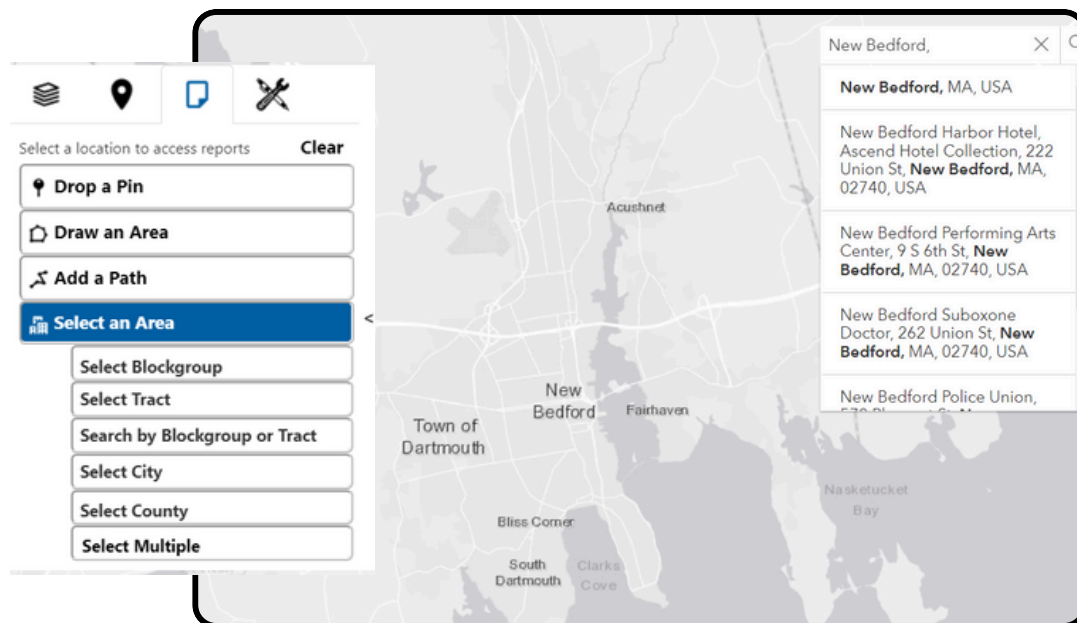 Select a location to access reports Clear
Drop a Pin
Draw an Area
Add a Path
Select an Area
<
Select Blockgroup
Select Tract
Search by Blockgroup or Tract
Select City
Select County
Select Multiple
New Bedford,
New Bedford, MA, USA
New Bedford Harbor Hotel,
Ascend Hotel Collection, 222
Union St, New Bedford, MA,
02740, USA
New Bedford Performing Arts
Center, 9 S 6th St, New
Bedford, MA, 02740, USA
New Bedford Suboxone
Doctor, 262 Union St, New
Bedford, MA, 02740, USA
New Bedford Police Union,
Acushnet
New
Bedford
Fairhaven
Town of
Dartmouth
Nasketucket
Bay
Bliss Corner
South
Dartmouth
Clarks
Cove